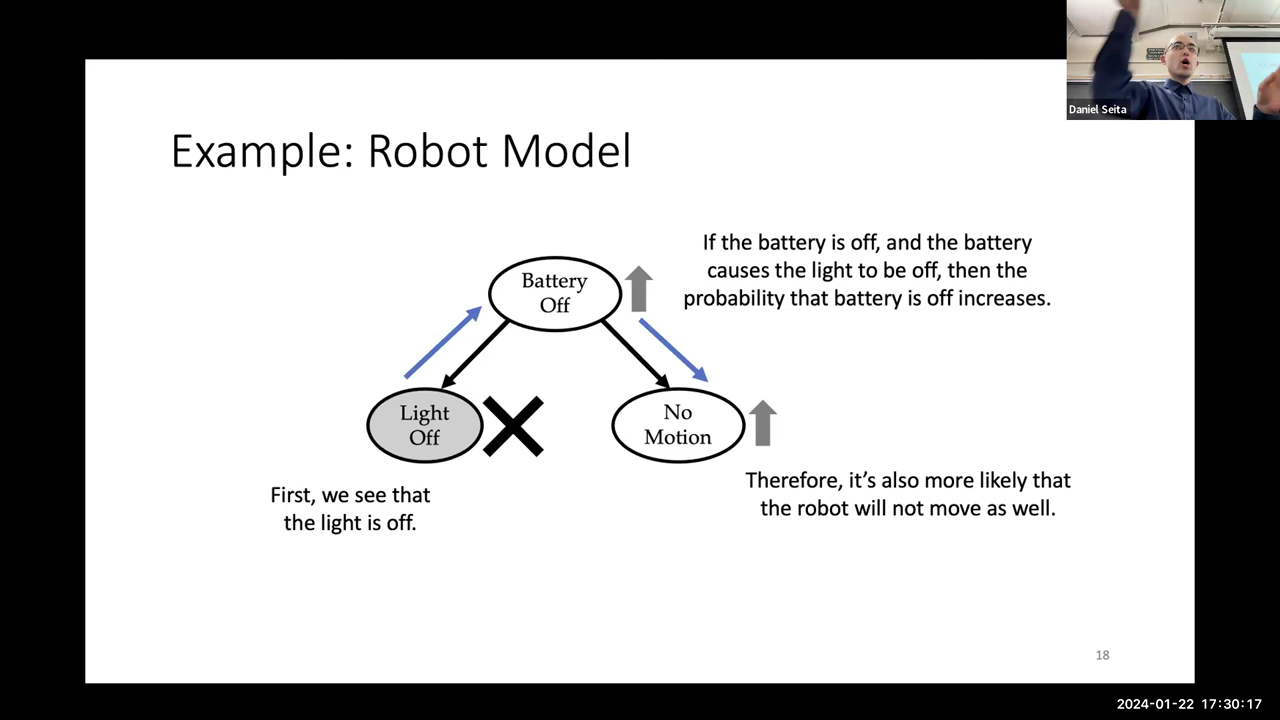 Daniel Seita
Example: Robot Model
If the battery is off, and the battery
causes the light to be off, then the
probability that battery is off increases.
Battery
Off
Light
Off
No
Motion
First, we see that
the light is off.
Therefore, it’s also more likely that
the robot will not move as well.
18
2024-01-22 17:30:17